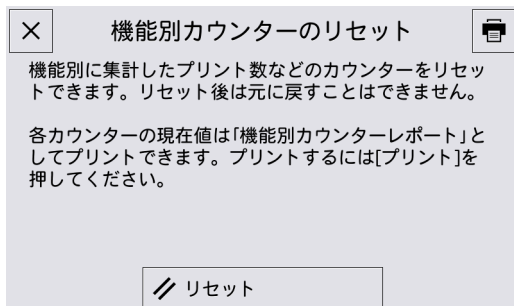 機能別カウンターのリセット
機能別に集計したプリント数などのカウンターをリセッ
トできます。リセット後は元に戻すことはできません。
各カウンターの現在値は「機能別カウンターレポート」と
してプリントできます。プリントするには[プリント]を
押してください。
リセット